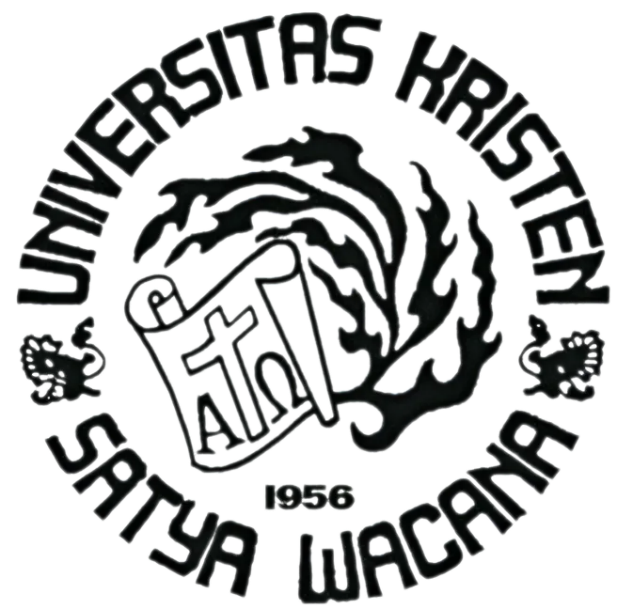 UNIVERSITAS KRISTEN
Α Ω
1956
SATYA WACANA